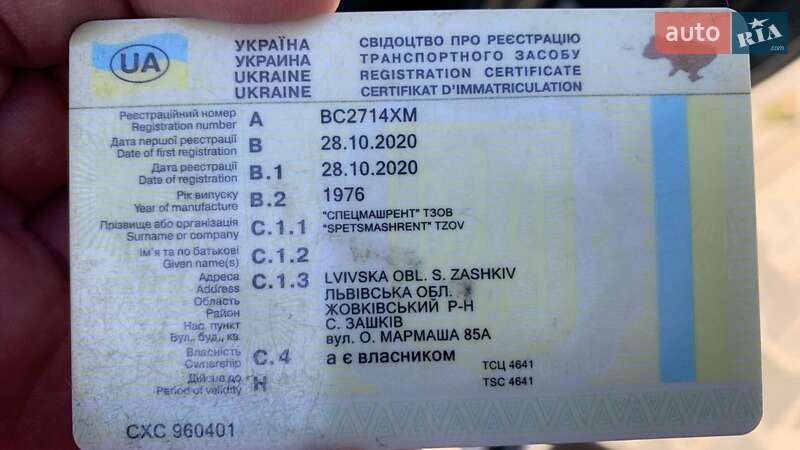 UA
УКРАЇНА
УКРАИНА
UKRAINE
UKRAINE
СВІДОЦТВО ПРО РЕЄСТРАЦІЮ
ТРАНСПОРТНОГО ЗАСОБУ
REGISTRATION CERTIFICATE
CERTIFIKAT D'IMMATRICULATION
auto RIA.com
Реєстраційний номер
Registration number A BC2714XM
Дата першої реєстрації
Date of first registration B 28.10.2020
Дата реєстрації
Date of registration B.1 28.10.2020
Рік випуску
Year of manufacture B.2 1976
Прізвище або організація
Surname or company C.1.1 "СПЕЦМАШРЕНТ" ТЗОВ
"SPETSMASHRENT" TZOV
Ім'я та по батькові
Given name(s) C.1.2
Адреса
Address C.1.3 LVIVSKA OBL. S. ZASHKIV
Область ЛЬВІВСЬКА ОБЛ.
Район ЖОВКІВСЬКИЙ Р-Н
Нас. пункт С. ЗАШКІВ
Вул., буд., кв. вул. О. МАРМАША 85А
Власність
Ownership C.4 а є власником
ТСЦ 4641
Дійсне до
Period of validity H
TSC 4641
CXC 960401